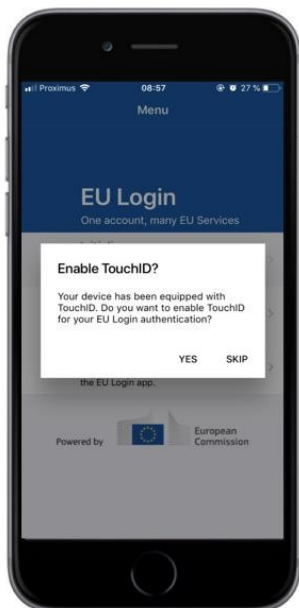 Proximus 08:57 27 %
Menu
EU Login
One account, many EU Services
Enable TouchID?
Your device has been equipped with
TouchID. Do you want to enable TouchID
for your EU Login authentication?
YES SKIP
the EU Login app.
Powered by
European
Commission